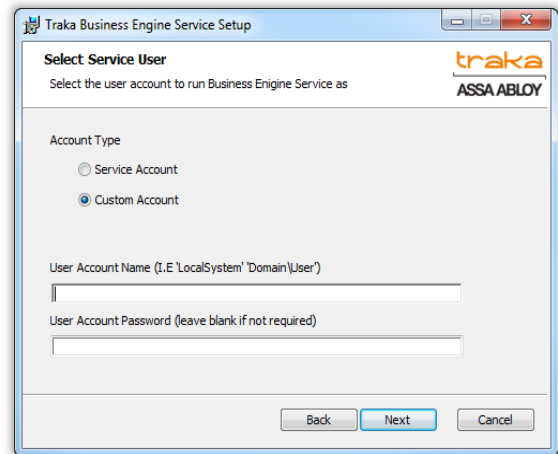 Traka Business Engine Service Setup
Select Service User
Select the user account to run Business Enigine Service as
traka
ASSA ABLOY
Account Type
Service Account
Custom Account
User Account Name (I.E 'LocalSystem' 'Domain\User')
User Account Password (leave blank if not required)
Back
Next
Cancel